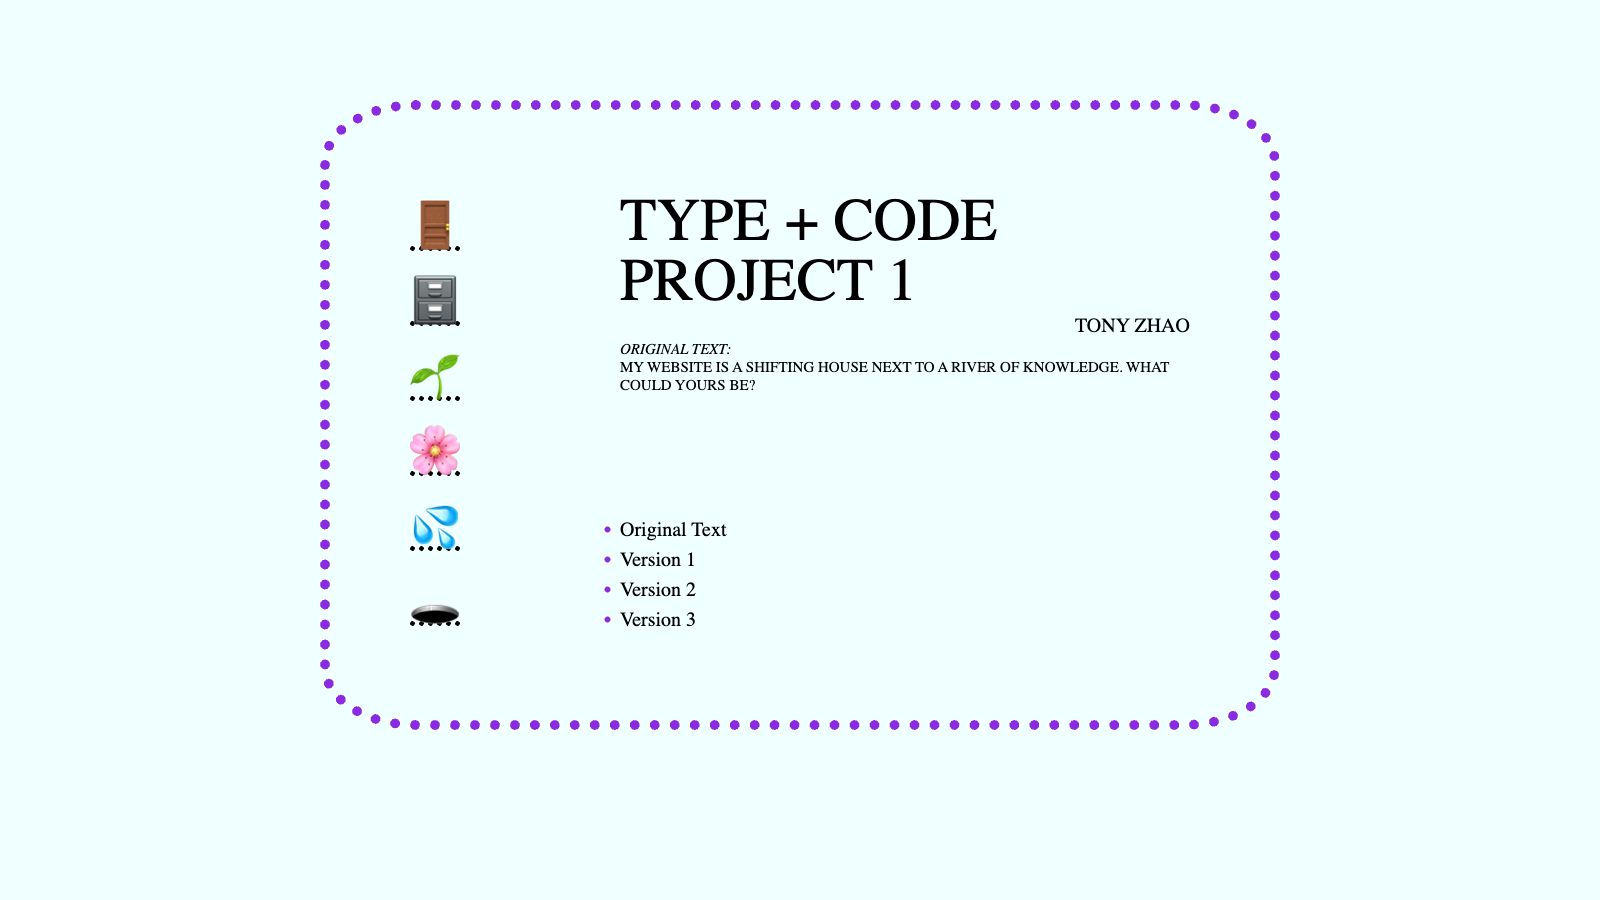 TYPE + CODE
PROJECT 1
TONY ZHAO
ORIGINAL TEXT:
MY WEBSITE IS A SHIFTING HOUSE NEXT TO A RIVER OF KNOWLEDGE. WHAT
COULD YOURS BE?
Original Text
Version 1
Version 2
Version 3